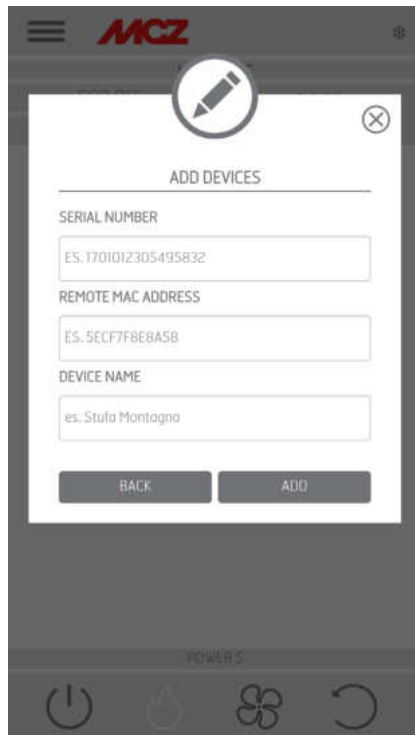 MCZ
ADD DEVICES
SERIAL NUMBER
ES. 1701012305495832
REMOTE MAC ADDRESS
ES. 5ECF7F8E8A58
DEVICE NAME
es. Stufa Montagna
BACK ADD
POWER 5